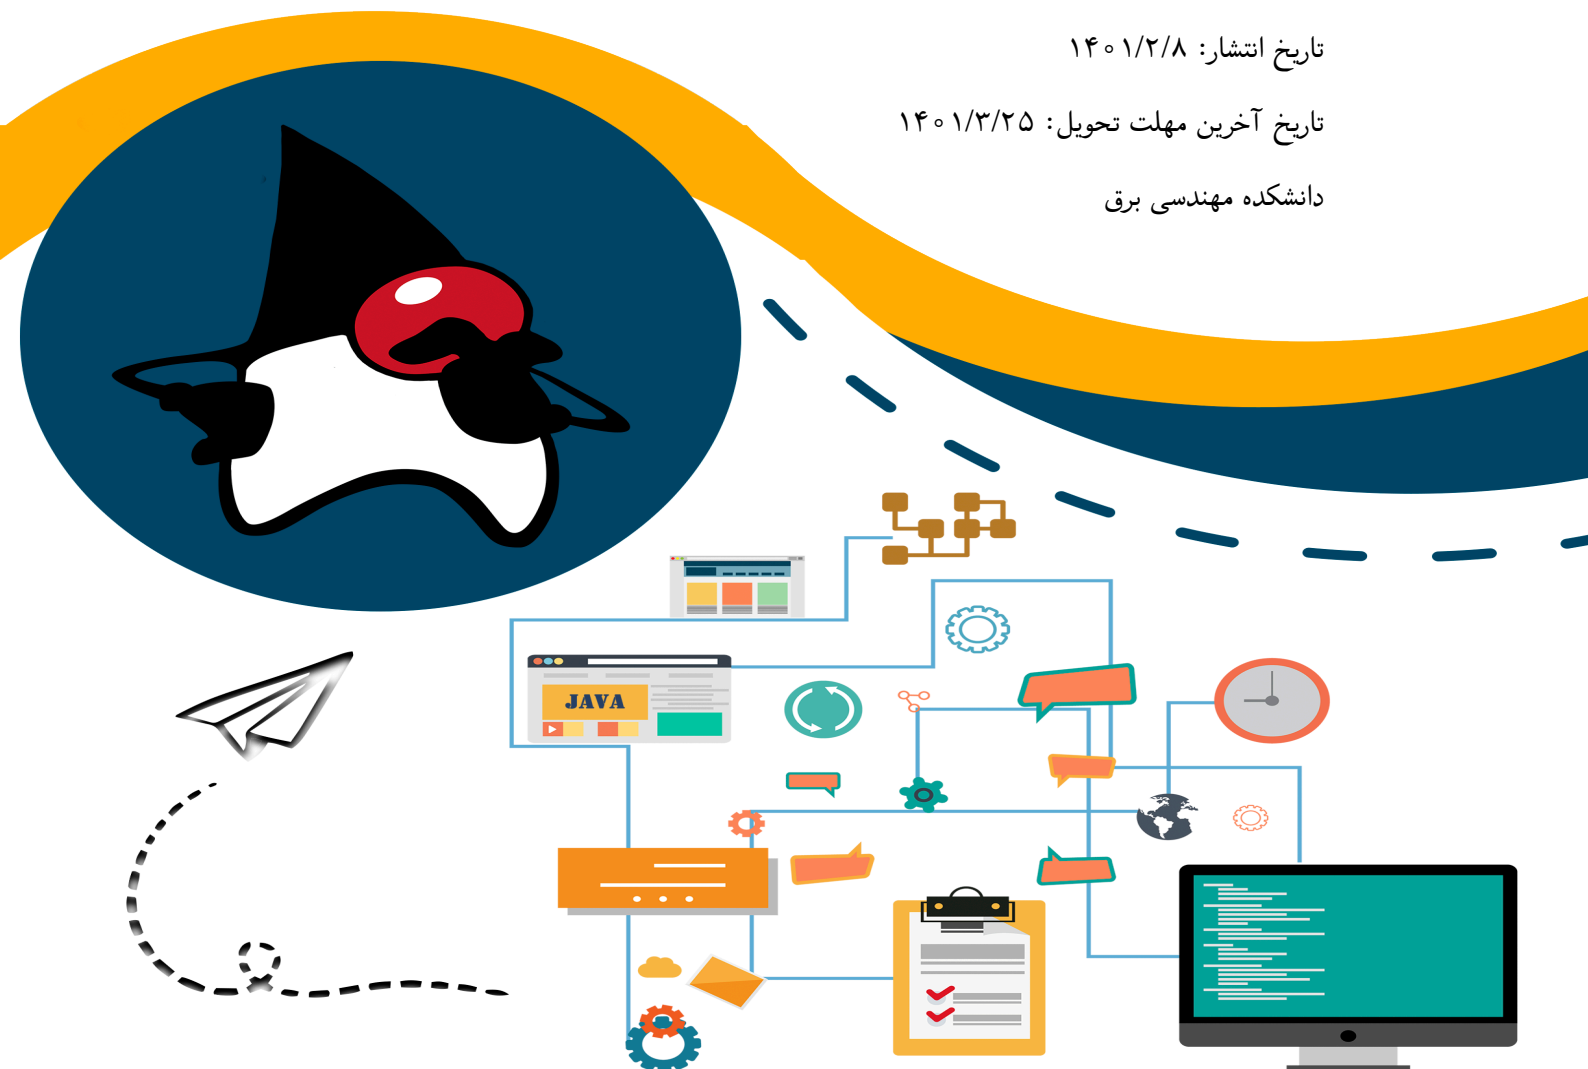 تاریخ انتشار: ۱۴۰۱/۲/۸
تاریخ آخرین مهلت تحویل: ۱۴۰۱/۳/۲۵
دانشکده مهندسی برق
JAVA